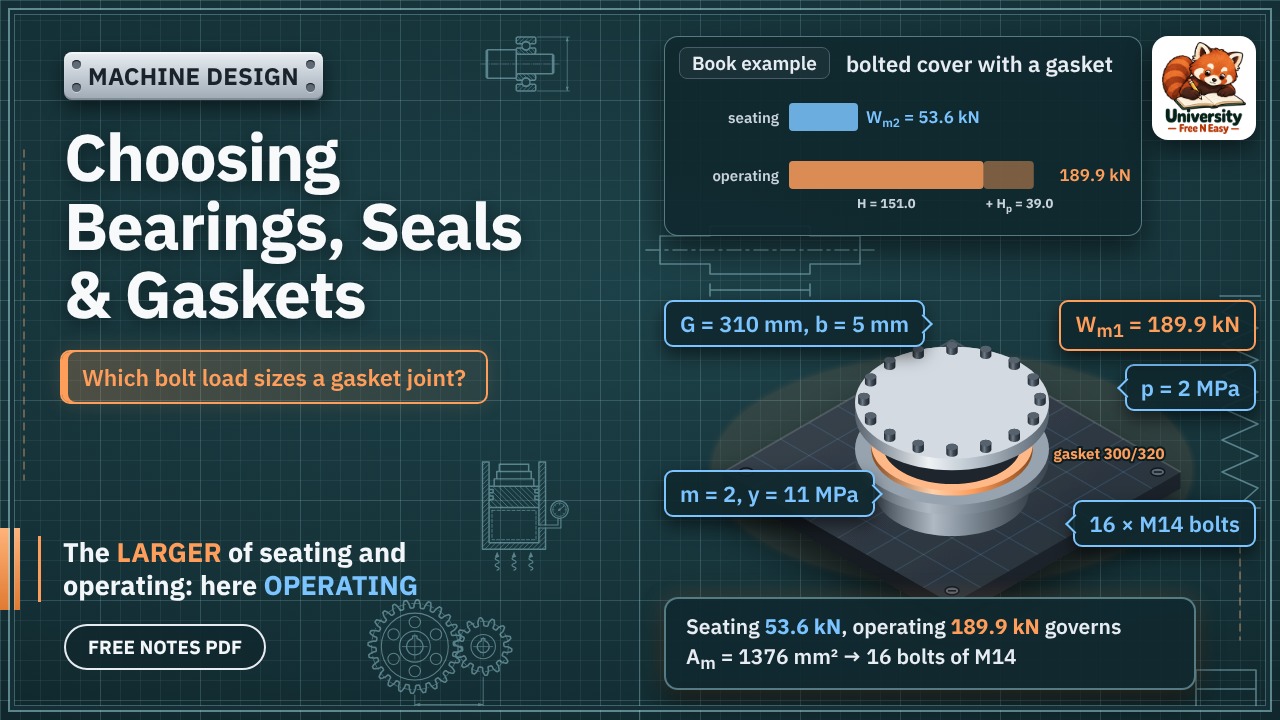 MACHINE DESIGN
Choosing
Bearings, Seals
& Gaskets
Which bolt load sizes a gasket joint?
The LARGER of seating and
operating: here OPERATING
FREE NOTES PDF
Book example bolted cover with a gasket
seating Wm2 = 53.6 kN
operating 189.9 kN
H = 151.0 + Hp = 39.0
University
Free N Easy
G = 310 mm, b = 5 mm
Wm1 = 189.9 kN
p = 2 MPa
gasket 300/320
m = 2, y = 11 MPa
16 × M14 bolts
Seating 53.6 kN, operating 189.9 kN governs
Am = 1376 mm² → 16 bolts of M14